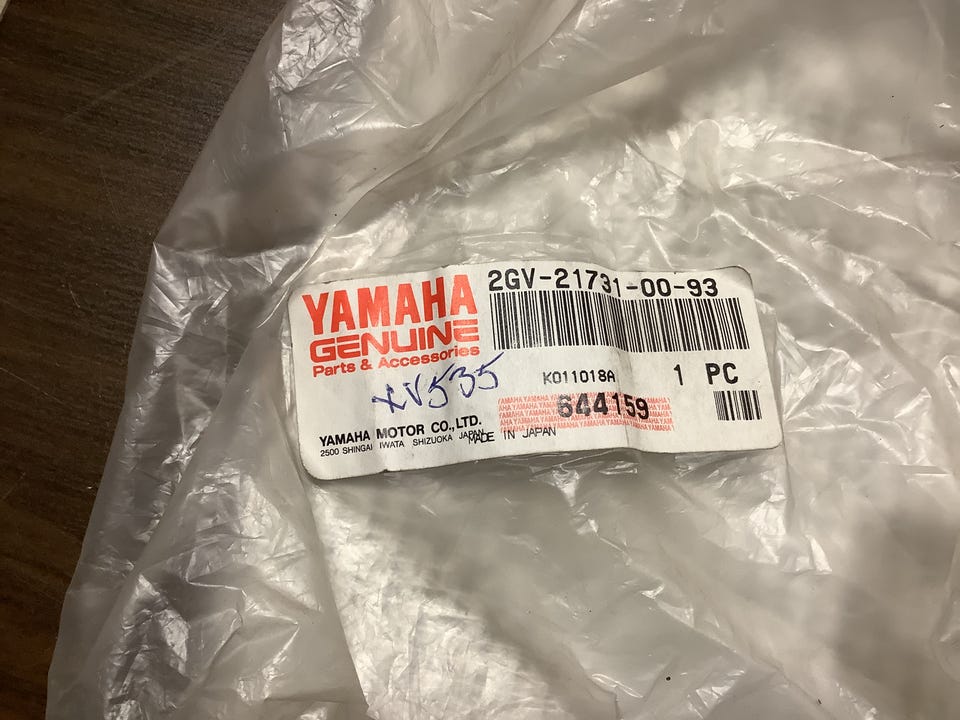 YAMAHA
GENUINE
Parts & Accessories
XV535
YAMAHA MOTOR CO.,LTD.
2500 SHINGAI IWATA SHIZUOKA JAPAN
MADE IN JAPAN
2GV-21731-00-93
K011018A
1 PC
644159